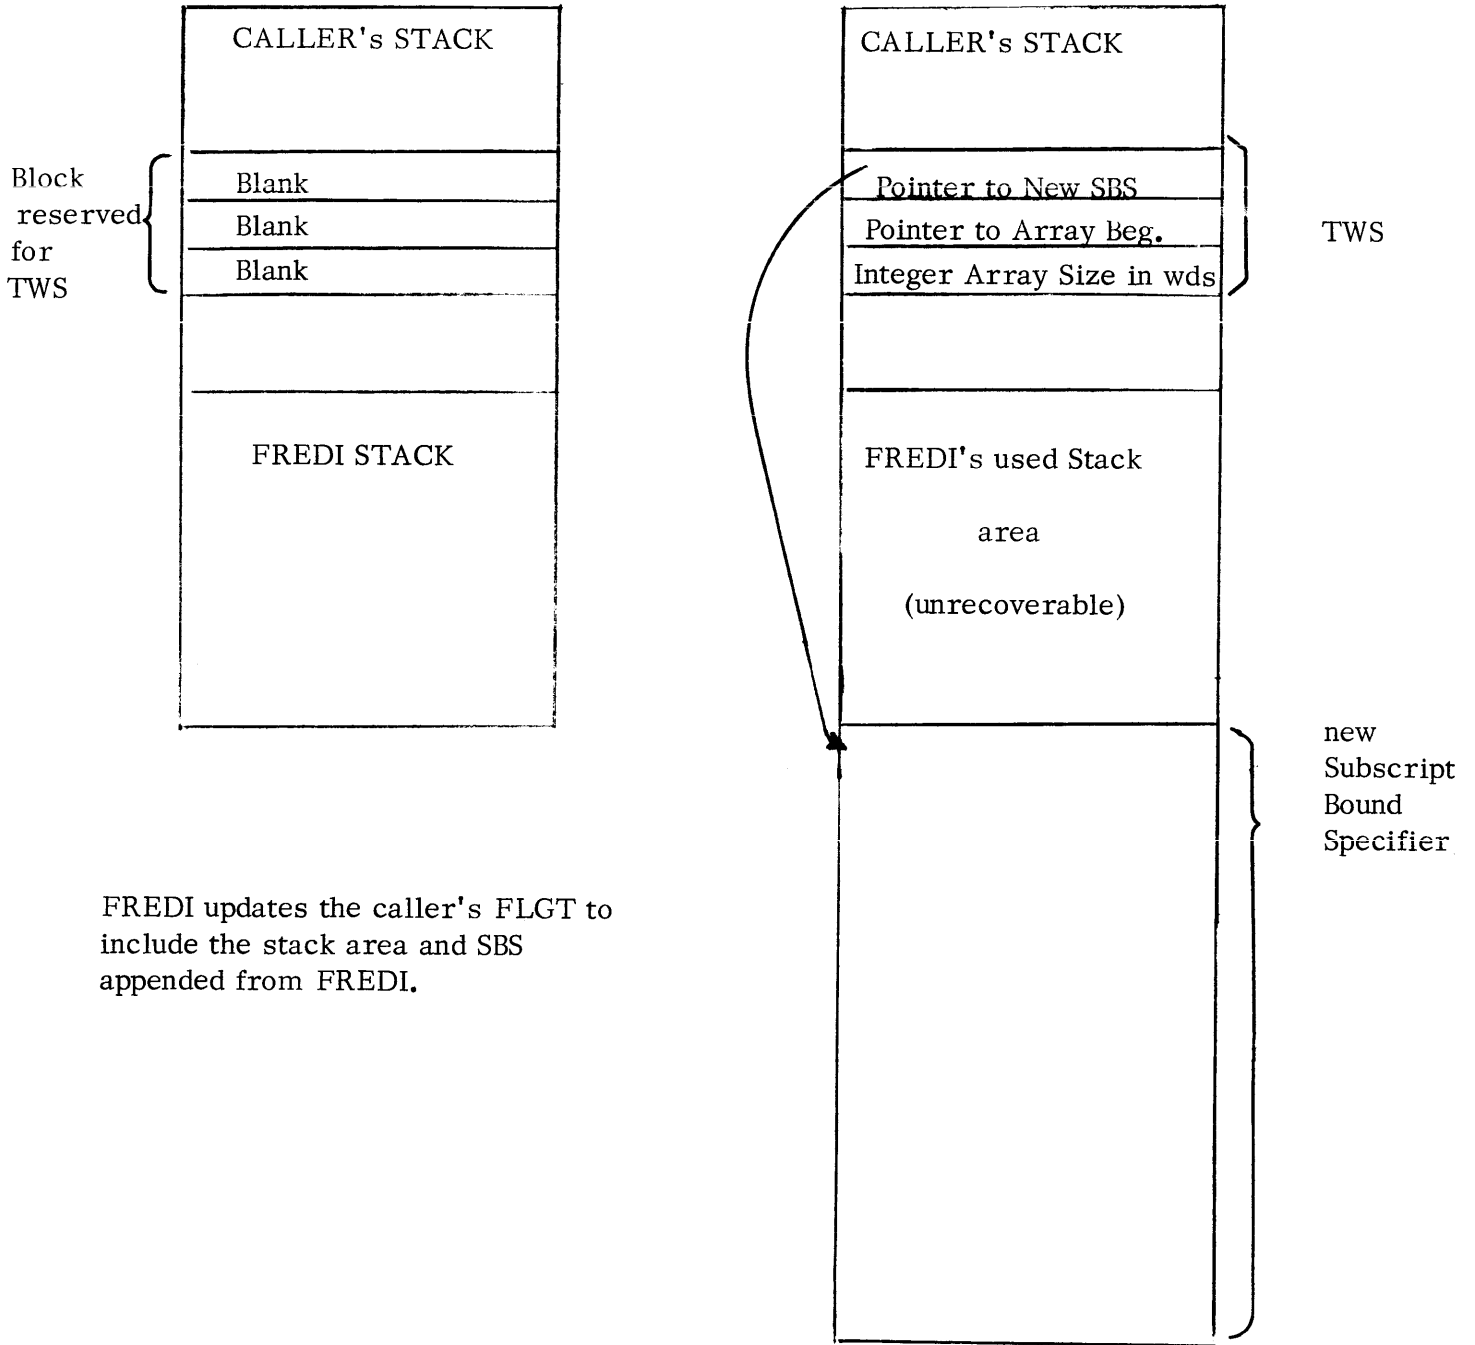 CALLER's STACK
Block
reserved
for
TWS
Blank
Blank
Blank
FREDI STACK
FREDI updates the caller's FLGT to
include the stack area and SBS
appended from FREDI.
CALLER's STACK
Pointer to New SBS
Pointer to Array Beg.
Integer Array Size in wds
TWS
FREDI's used Stack
area
(unrecoverable)
new
Subscript
Bound
Specifier